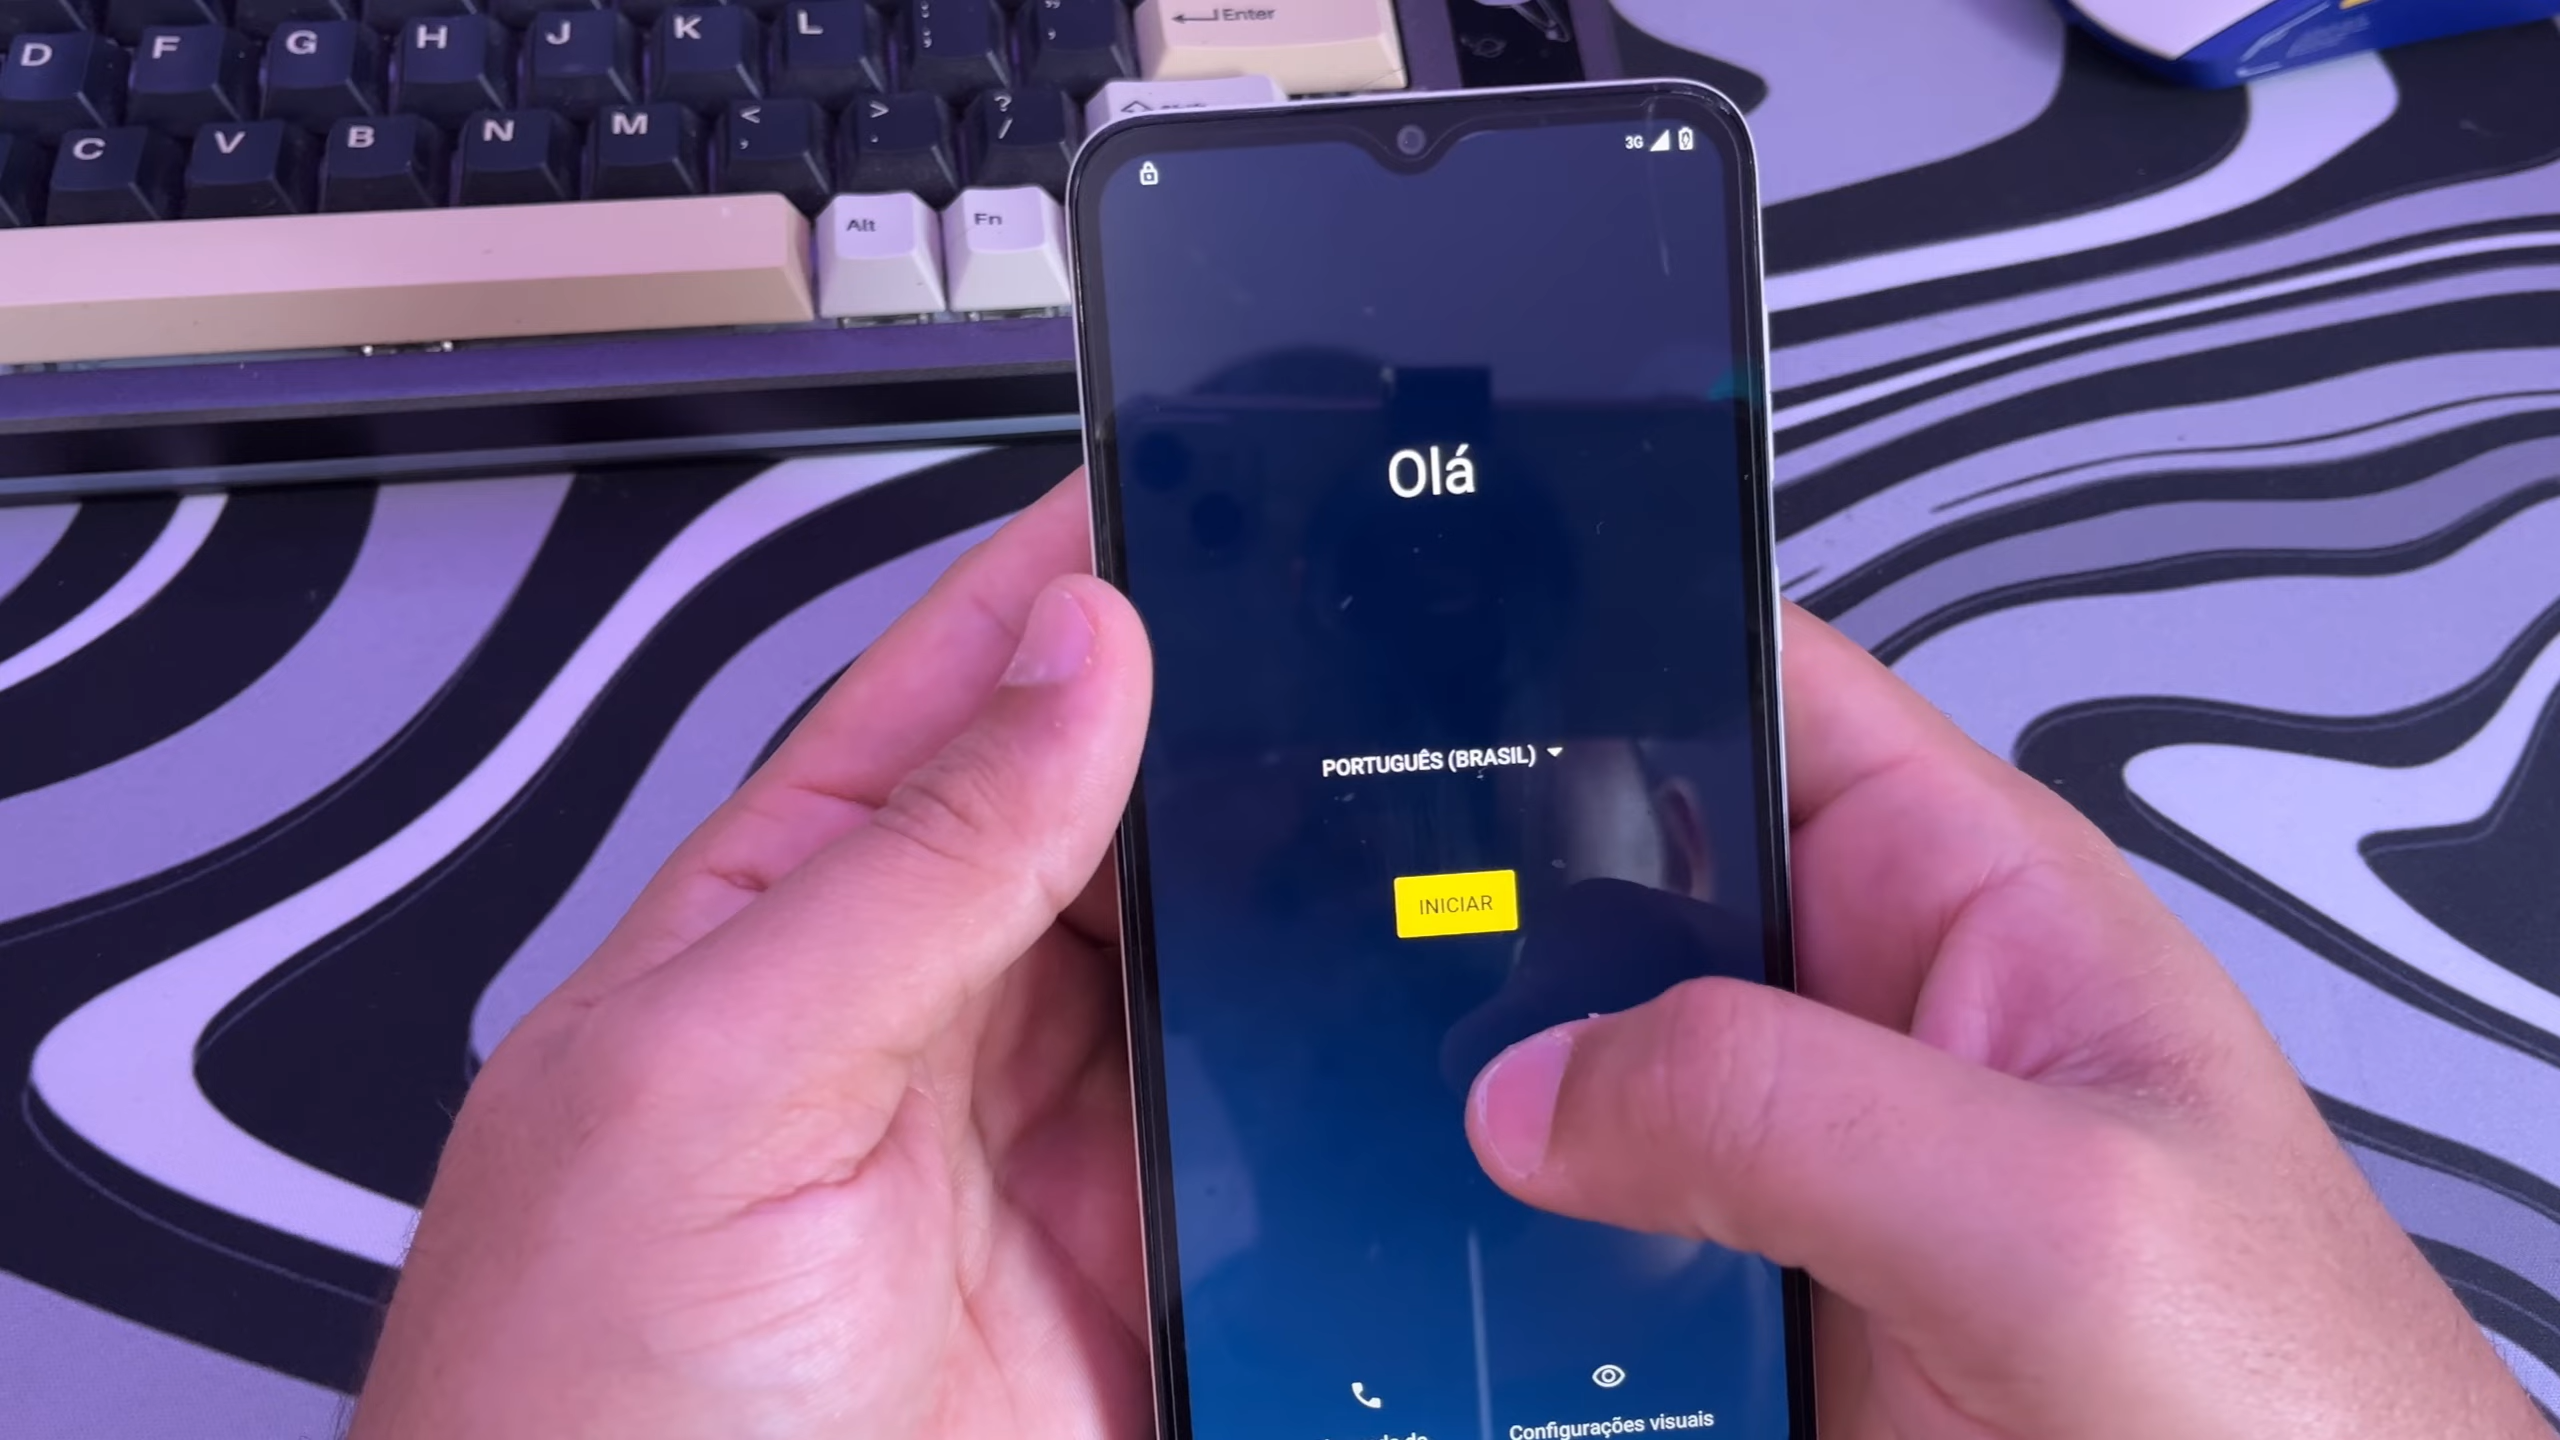 D F G H J K L : ; " ' Enter
C V B N M < , > . ? /
Alt Fn
3G
Olá
PORTUGUÊS (BRASIL)
INICIAR
Configurações visuais